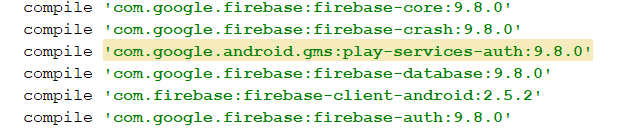 compile 'com.google.firebase:firebase-core:9.8.0'
compile 'com.google.firebase:firebase-crash:9.8.0'
compile 'com.google.android.gms:play-services-auth:9.8.0'
compile 'com.google.firebase:firebase-database:9.8.0'
compile 'com.firebase:firebase-client-android:2.5.2'
compile 'com.google.firebase:firebase-auth:9.8.0'